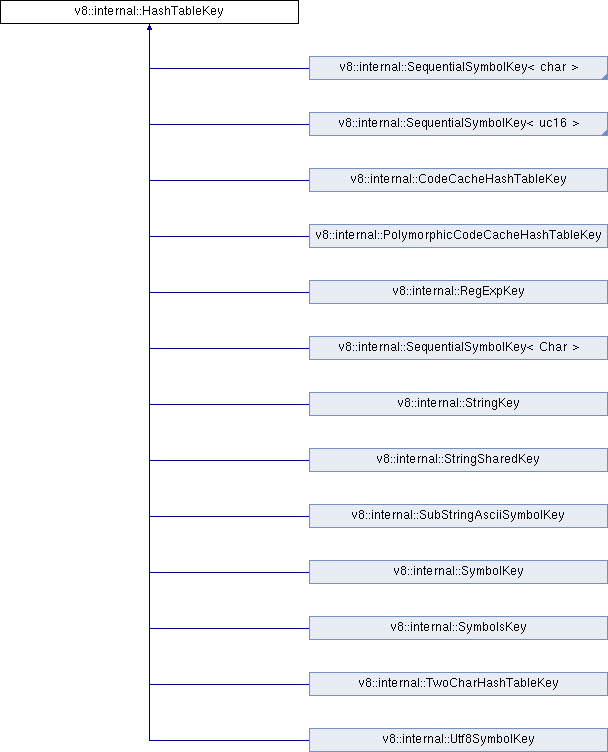 v8::internal::HashTableKey
v8::internal::SequentialSymbolKey< char >
v8::internal::SequentialSymbolKey< uc16 >
v8::internal::CodeCacheHashTableKey
v8::internal::PolymorphicCodeCacheHashTableKey
v8::internal::RegExpKey
v8::internal::SequentialSymbolKey< Char >
v8::internal::StringKey
v8::internal::StringSharedKey
v8::internal::SubStringAsciiSymbolKey
v8::internal::SymbolKey
v8::internal::SymbolsKey
v8::internal::TwoCharHashTableKey
v8::internal::Utf8SymbolKey